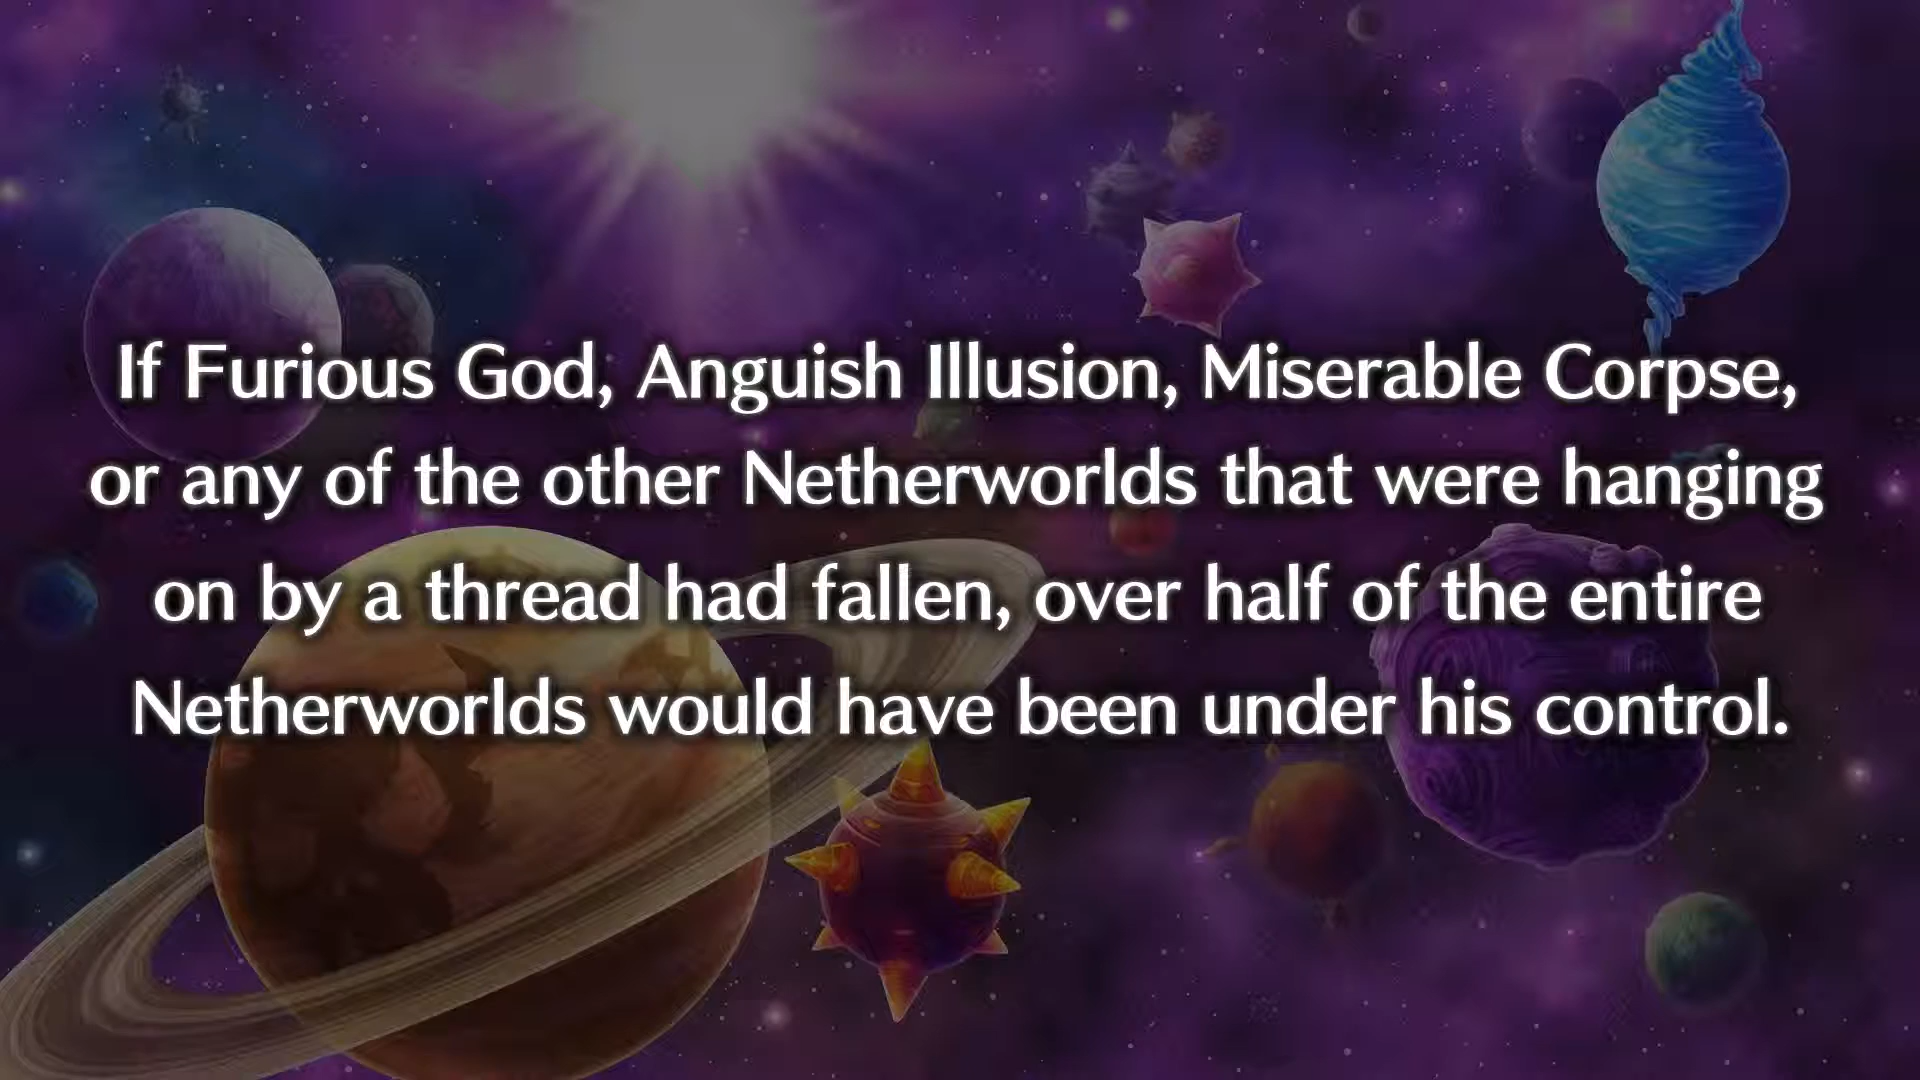 If Furious God, Anguish Illusion, Miserable Corpse,
or any of the other Netherworlds that were hanging
on by a thread had fallen, over half of the entire
Netherworlds would have been under his control.